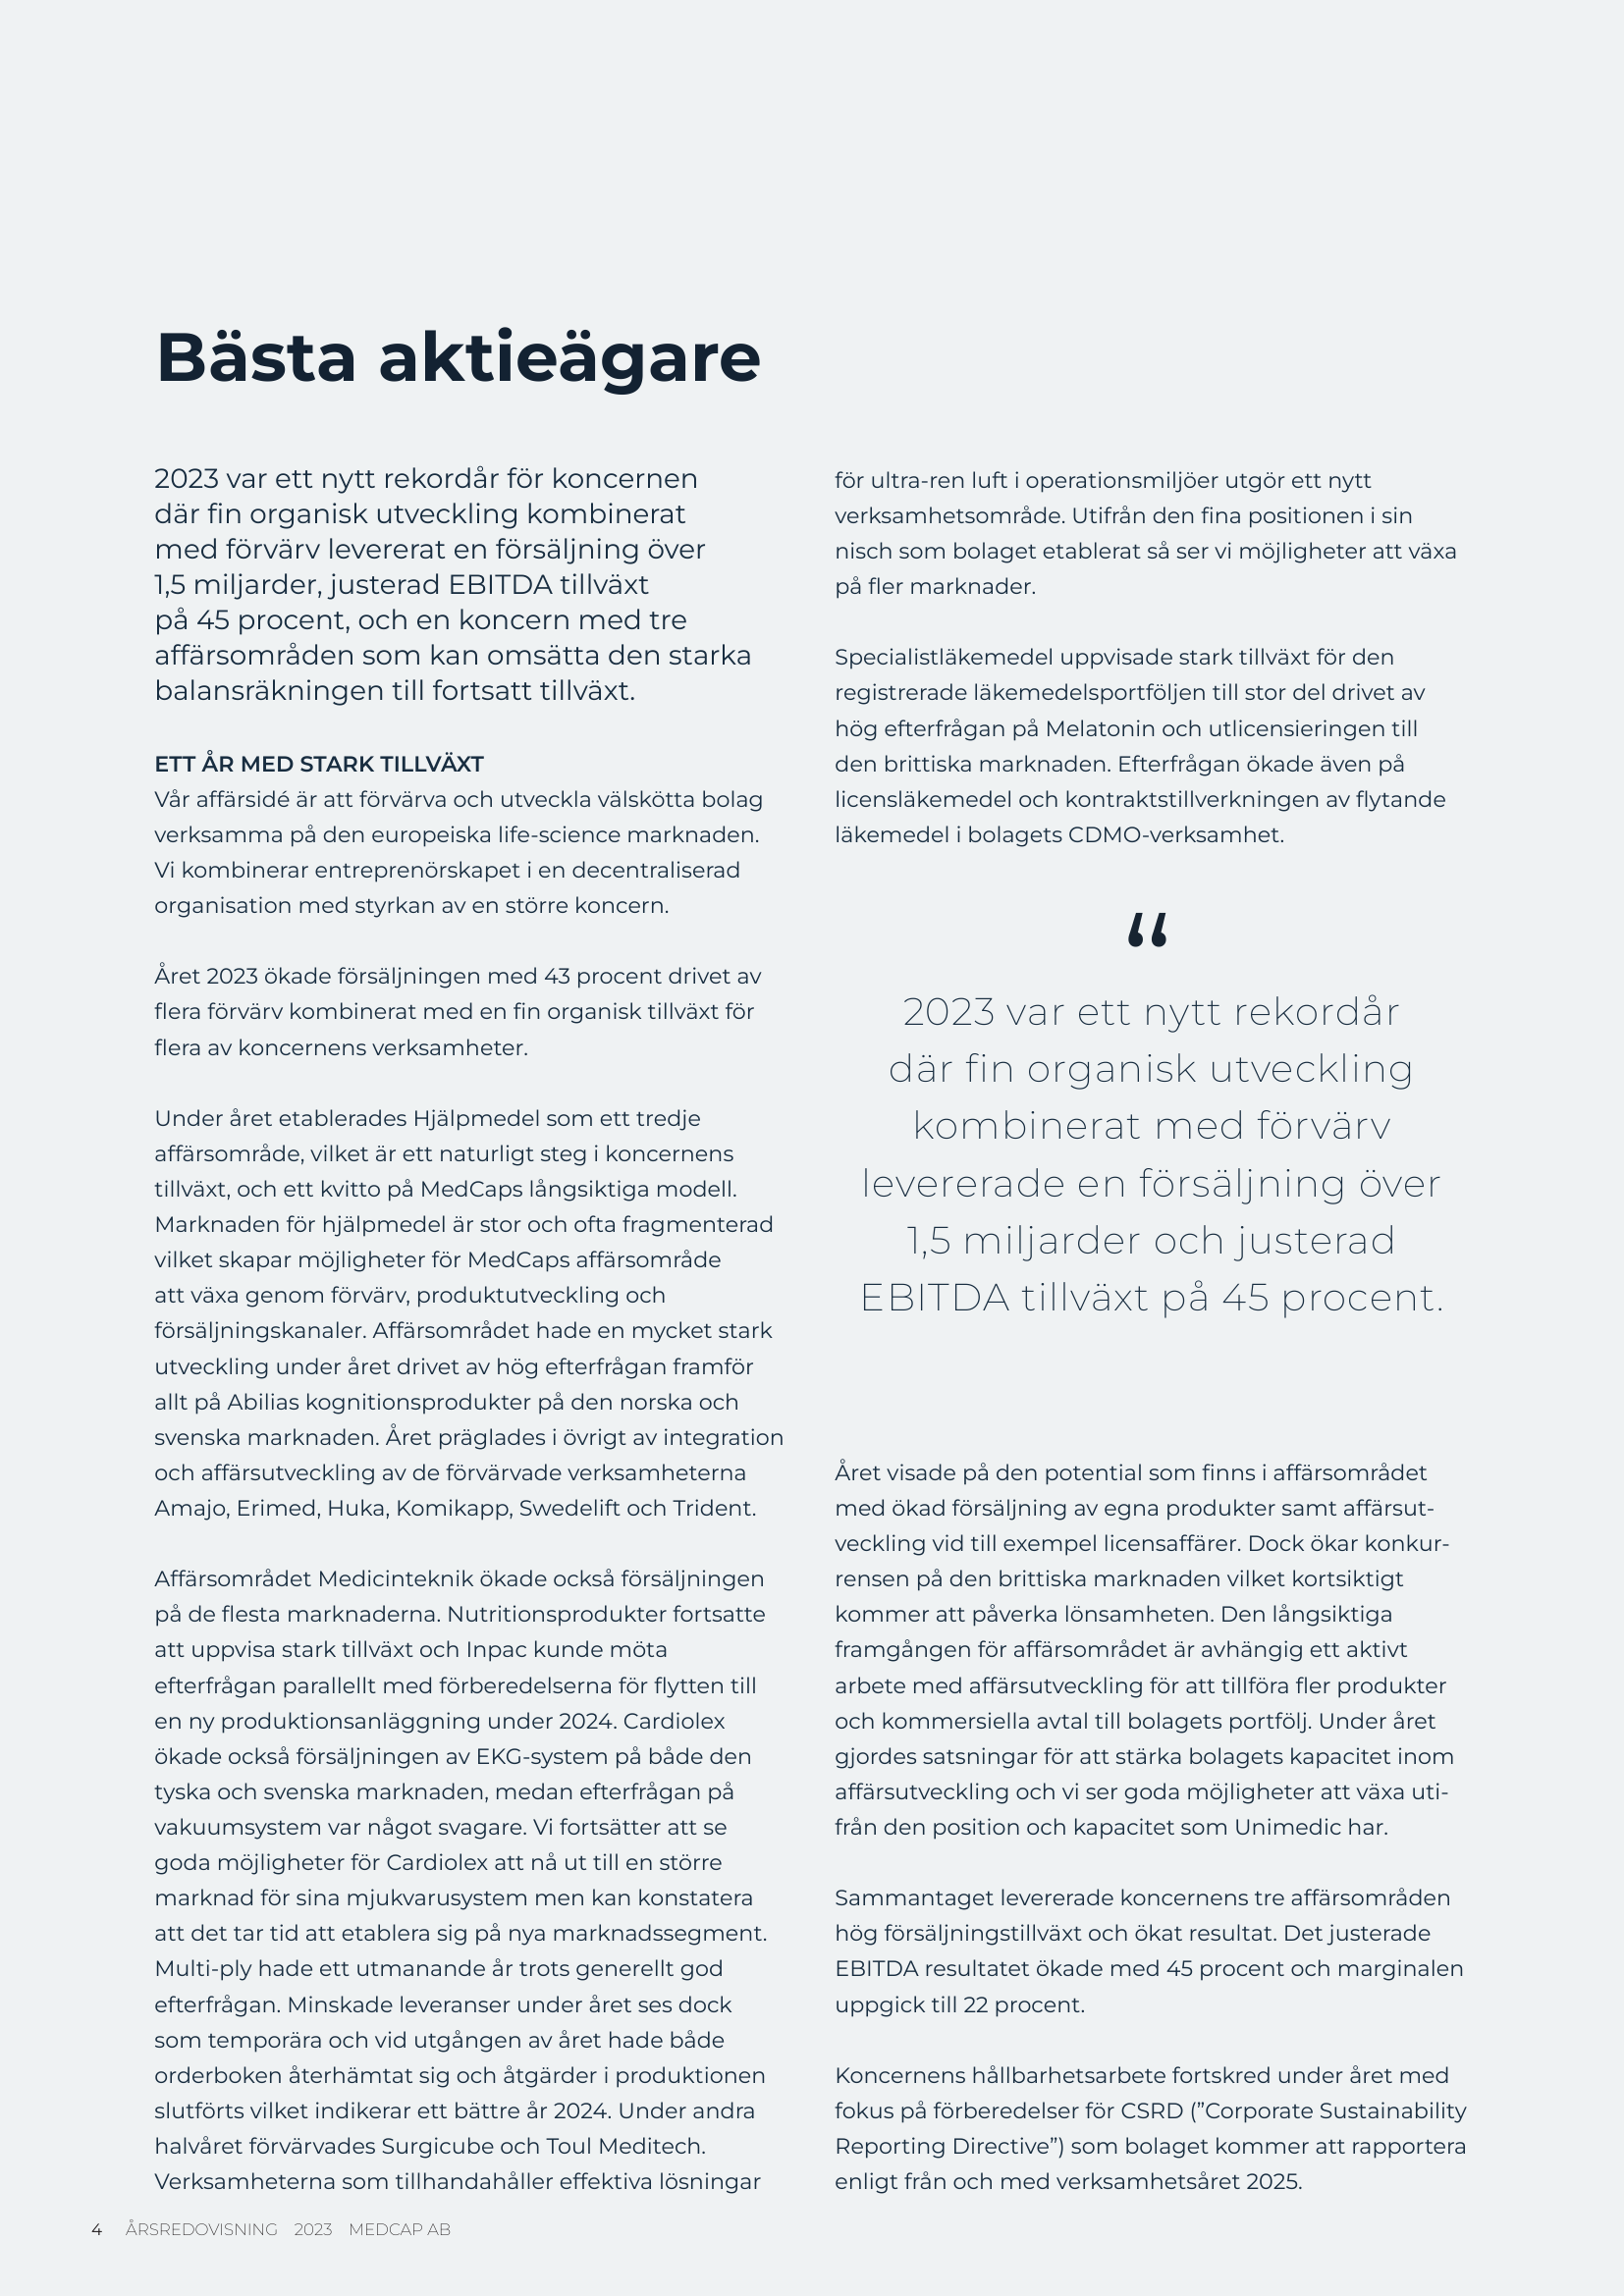 Bästa aktieägare
2023 var ett nytt rekordår för koncernen
där fin organisk utveckling kombinerat
med förvärv levererat en försäljning över
1,5 miljarder, justerad EBITDA tillväxt
på 45 procent, och en koncern med tre
affärsområden som kan omsätta den starka
balansräkningen till fortsatt tillväxt.
ETT ÅR MED STARK TILLVÄXT
Vår affärsidé är att förvärva och utveckla välskötta bolag
verksamma på den europeiska life-science marknaden.
Vi kombinerar entreprenörskapet i en decentraliserad
organisation med styrkan av en större koncern.
Året 2023 ökade försäljningen med 43 procent drivet av
flera förvärv kombinerat med en fin organisk tillväxt för
flera av koncernens verksamheter.
Under året etablerades Hjälpmedel som ett tredje
affärsområde, vilket är ett naturligt steg i koncernens
tillväxt, och ett kvitto på MedCaps långsiktiga modell.
Marknaden för hjälpmedel är stor och ofta fragmenterad
vilket skapar möjligheter för MedCaps affärsområde
att växa genom förvärv, produktutveckling och
försäljningskanaler. Affärsområdet hade en mycket stark
utveckling under året drivet av hög efterfrågan framför
allt på Abilias kognitionsprodukter på den norska och
svenska marknaden. Året präglades i övrigt av integration
och affärsutveckling av de förvärvade verksamheterna
Amajo, Erimed, Huka, Komikapp, Swedelift och Trident.
Affärsområdet Medicinteknik ökade också försäljningen
på de flesta marknaderna. Nutritionsprodukter fortsatte
att uppvisa stark tillväxt och Inpac kunde möta
efterfrågan parallellt med förberedelserna för flytten till
en ny produktionsanläggning under 2024. Cardiolex
ökade också försäljningen av EKG-system på både den
tyska och svenska marknaden, medan efterfrågan på
vakuumsystem var något svagare. Vi fortsätter att se
goda möjligheter för Cardiolex att nå ut till en större
marknad för sina mjukvarusystem men kan konstatera
att det tar tid att etablera sig på nya marknadssegment.
Multi-ply hade ett utmanande år trots generellt god
efterfrågan. Minskade leveranser under året ses dock
som temporära och vid utgången av året hade både
orderboken återhämtat sig och åtgärder i produktionen
slutförts vilket indikerar ett bättre år 2024. Under andra
halvåret förvärvades Surgicube och Toul Meditech.
Verksamheterna som tillhandahåller effektiva lösningar
för ultra-ren luft i operationsmiljöer utgör ett nytt
verksamhetsområde. Utifrån den fina positionen i sin
nisch som bolaget etablerat så ser vi möjligheter att växa
på fler marknader.
Specialistläkemedel uppvisade stark tillväxt för den
registrerade läkemedelsportföljen till stor del drivet av
hög efterfrågan på Melatonin och utlicensieringen till
den brittiska marknaden. Efterfrågan ökade även på
licensläkemedel och kontraktstillverkningen av flytande
läkemedel i bolagets CDMO-verksamhet.
“
2023 var ett nytt rekordår
där fin organisk utveckling
kombinerat med förvärv
levererade en försäljning över
1,5 miljarder och justerad
EBITDA tillväxt på 45 procent.
Året visade på den potential som finns i affärsområdet
med ökad försäljning av egna produkter samt affärsut-
veckling vid till exempel licensaffärer. Dock ökar konkur-
rensen på den brittiska marknaden vilket kortsiktigt
kommer att påverka lönsamheten. Den långsiktiga
framgången för affärsområdet är avhängig ett aktivt
arbete med affärsutveckling för att tillföra fler produkter
och kommersiella avtal till bolagets portfölj. Under året
gjordes satsningar för att stärka bolagets kapacitet inom
affärsutveckling och vi ser goda möjligheter att växa uti-
från den position och kapacitet som Unimedic har.
Sammantaget levererade koncernens tre affärsområden
hög försäljningstillväxt och ökat resultat. Det justerade
EBITDA resultatet ökade med 45 procent och marginalen
uppgick till 22 procent.
Koncernens hållbarhetsarbete fortskred under året med
fokus på förberedelser för CSRD (”Corporate Sustainability
Reporting Directive”) som bolaget kommer att rapportera
enligt från och med verksamhetsåret 2025.
4 ÅRSREDOVISNING 2023 MEDCAP AB